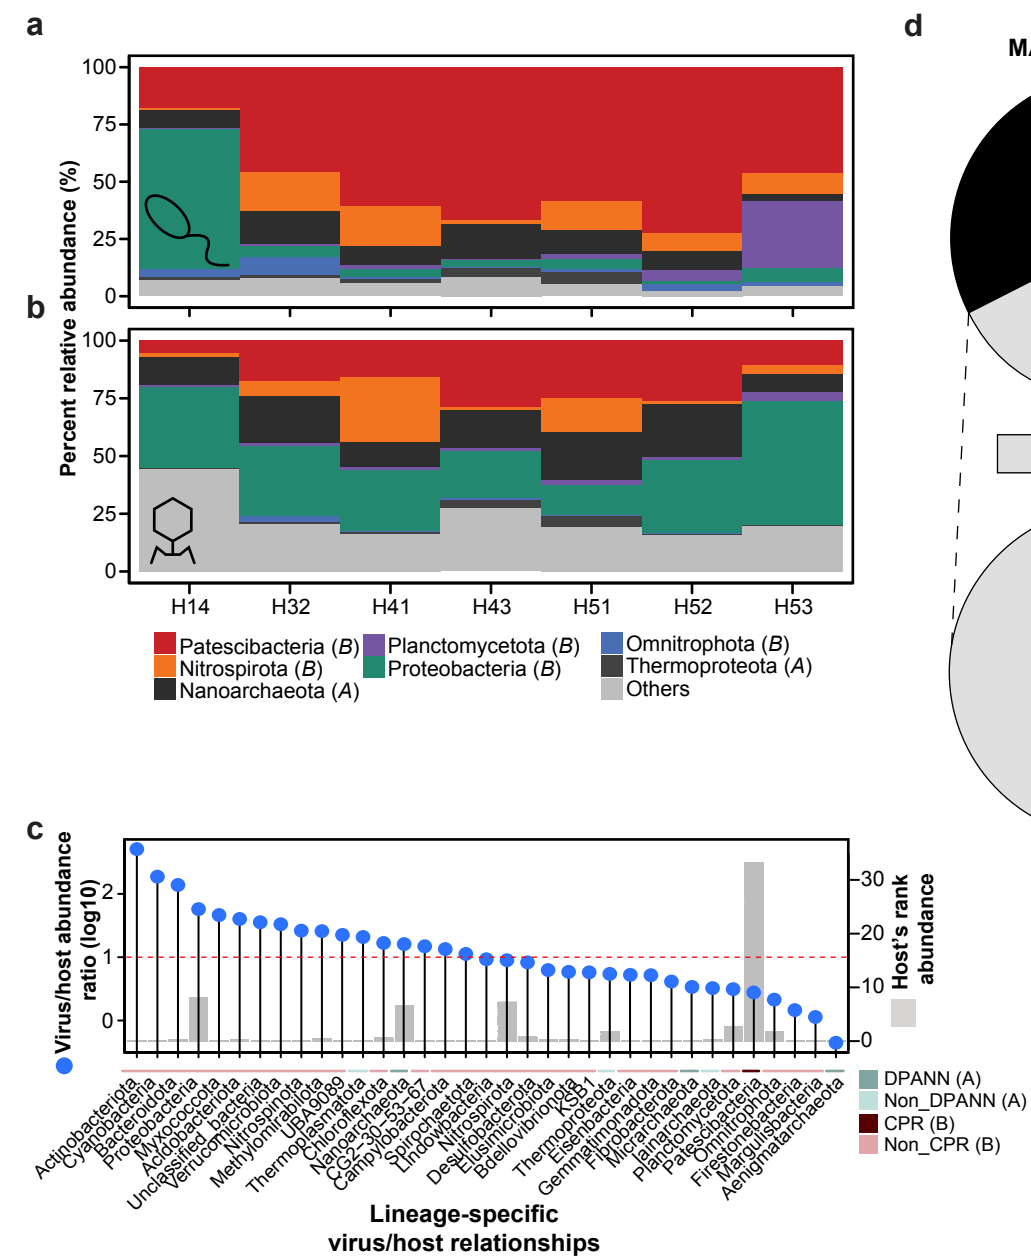 a
d
MA
100
75
50
25
0
b
Percent relative abundance (%)
100
75
50
25
0
H14 H32 H41 H43 H51 H52 H53
Patescibacteria (B) Planctomycetota (B) Omnitrophota (B)
Nitrospirota (B) Proteobacteria (B) Thermoproteota (A)
Nanoarchaeota (A) Others
c
Virus/host abundance
ratio (log10)
2
1
0
30
20
10
0
Host's rank
abundance
Actinobacteriota
Cyanobacteria
Bacteroidota
Proteobacteria
Myxococcota
Acidobacteriota
Unclassified_bacteria
Verrucomicrobiota
Nitrospinota
Methylomirabilota
UBA9089
Thermoplasmatota
Chloroflexota
Nanoarchaeota
CG2-30-53-67
Campylobacterota
Spirochaetota
Lindowbacteria
Nitrospirota
Desulfobacterota
Elusimicrobiota
Bdellovibrionota
KSB1
Thermoproteota
Eisenbacteria
Gemmatimonadota
Fibrobacterota
Micrarchaeota
Iainarchaeota
Planctomycetota
Patescibacteria
Omnitrophota
Firestonebacteria
Margulisbacteria
Aenigmatarchaeota
DPANN (A)
Non_DPANN (A)
CPR (B)
Non_CPR (B)
Lineage-specific
virus/host relationships